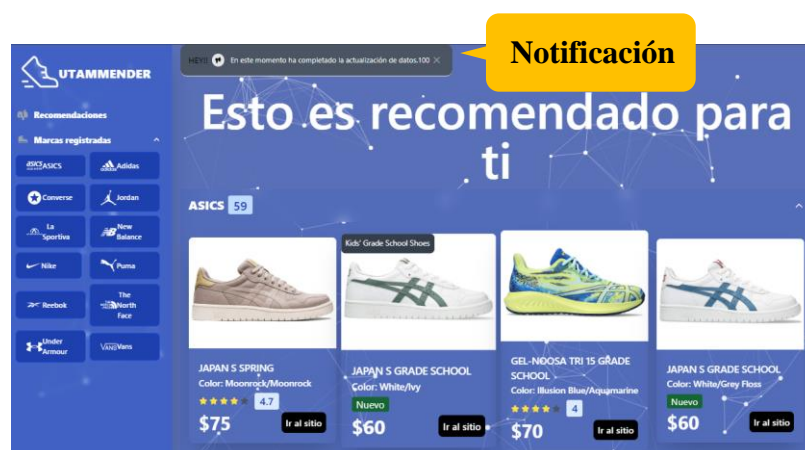 Notificación
UTAMMENDER
HEY!! En este momento ha completado la actualización de datos.100 ×
Esto es recomendado para
ti
Recomendaciones
Marcas registradas
asics ASICS
Adidas
Converse
Jordan
La
Sportiva
New
Balance
Nike
Puma
Reebok
The
North
Face
Under
Armour
VANS Vans
ASICS 59
Kids' Grade School Shoes
JAPAN S SPRING
Color: Moonrock/Moonrock
4.7
$75
Ir al sitio
JAPAN S GRADE SCHOOL
Color: White/Ivy
Nuevo
$60
Ir al sitio
GEL-NOOSA TRI 15 GRADE
SCHOOL
Color: Illusion Blue/Aquamarine
4
$70
Ir al sitio
JAPAN S GRADE SCHOOL
Color: White/Grey Floss
Nuevo
$60
Ir al sitio